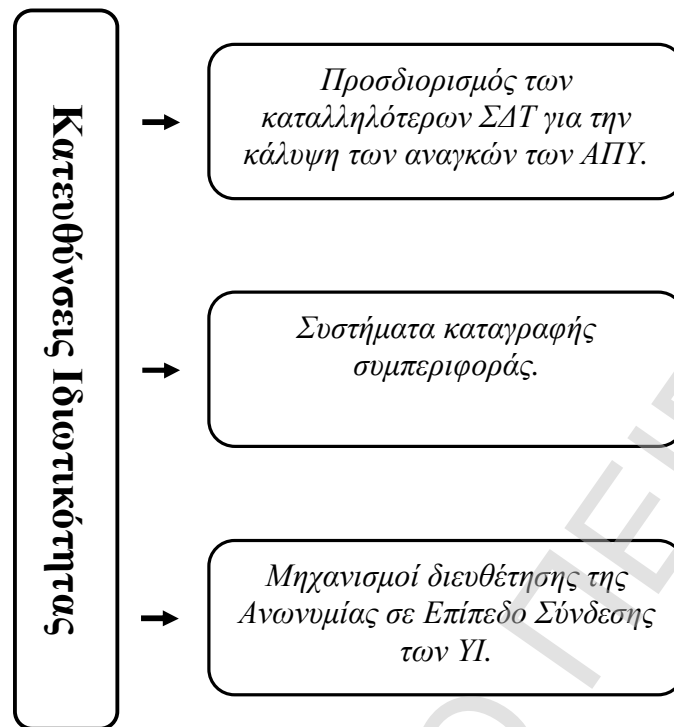 Κατευθύνσεις Ιδιωτικότητας
Προσδιορισμός των
καταλληλότερων ΣΔΤ για την
κάλυψη των αναγκών των ΑΠΥ.
Συστήματα καταγραφής
συμπεριφοράς.
Μηχανισμοί διευθέτησης της
Ανωνυμίας σε Επίπεδο Σύνδεσης
των ΥΙ.